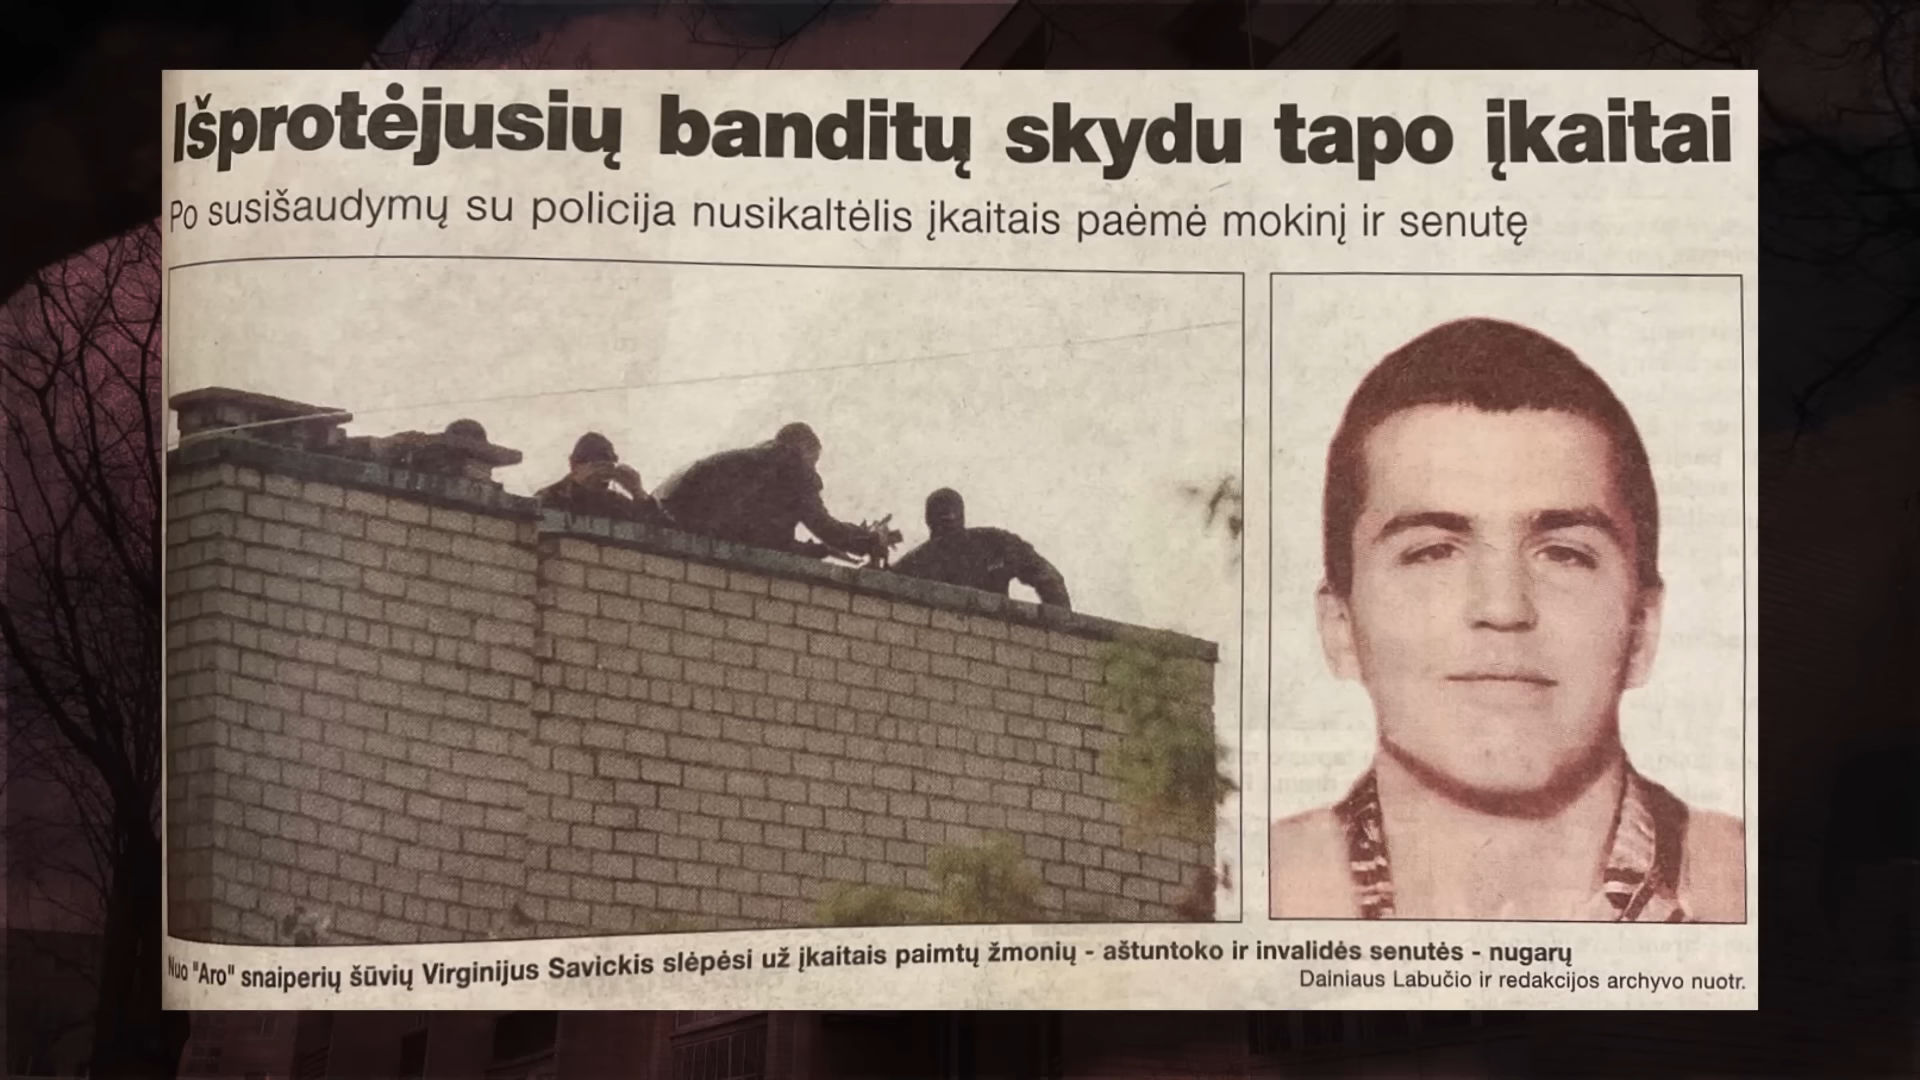 Išprotėjusių banditų skydu tapo įkaitai
Po susišaudymų su policija nusikaltėlis įkaitais paėmė mokinį ir senutę
Nuo "Aro" snaiperių šūvių Virginijus Savickis slėpėsi už įkaitais paimtų žmonių - aštuntoko ir invalidės senutės - nugarų
Dainiaus Labučio ir redakcijos archyvo nuotr.